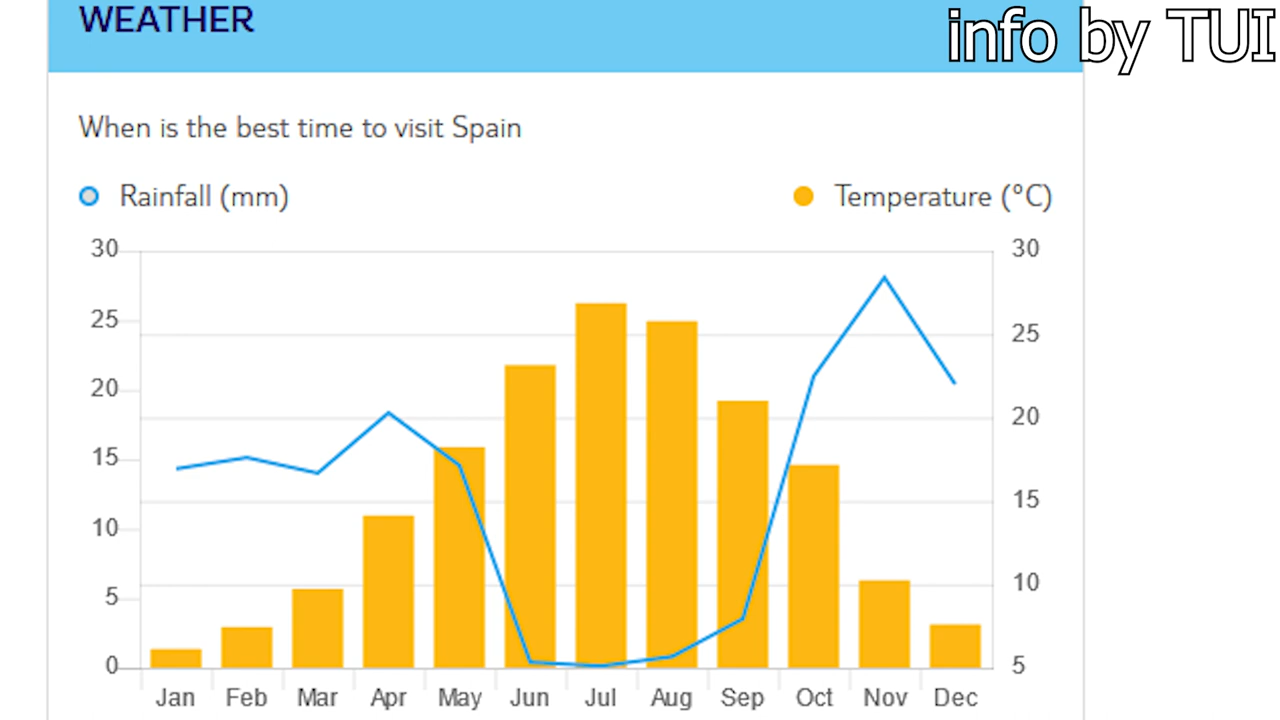 WEATHER
info by TUI
When is the best time to visit Spain
Rainfall (mm)
Temperature (°C)
30
30
25
25
20
20
15
15
10
10
5
0
5
Jan Feb Mar Apr May Jun Jul Aug Sep Oct Nov Dec